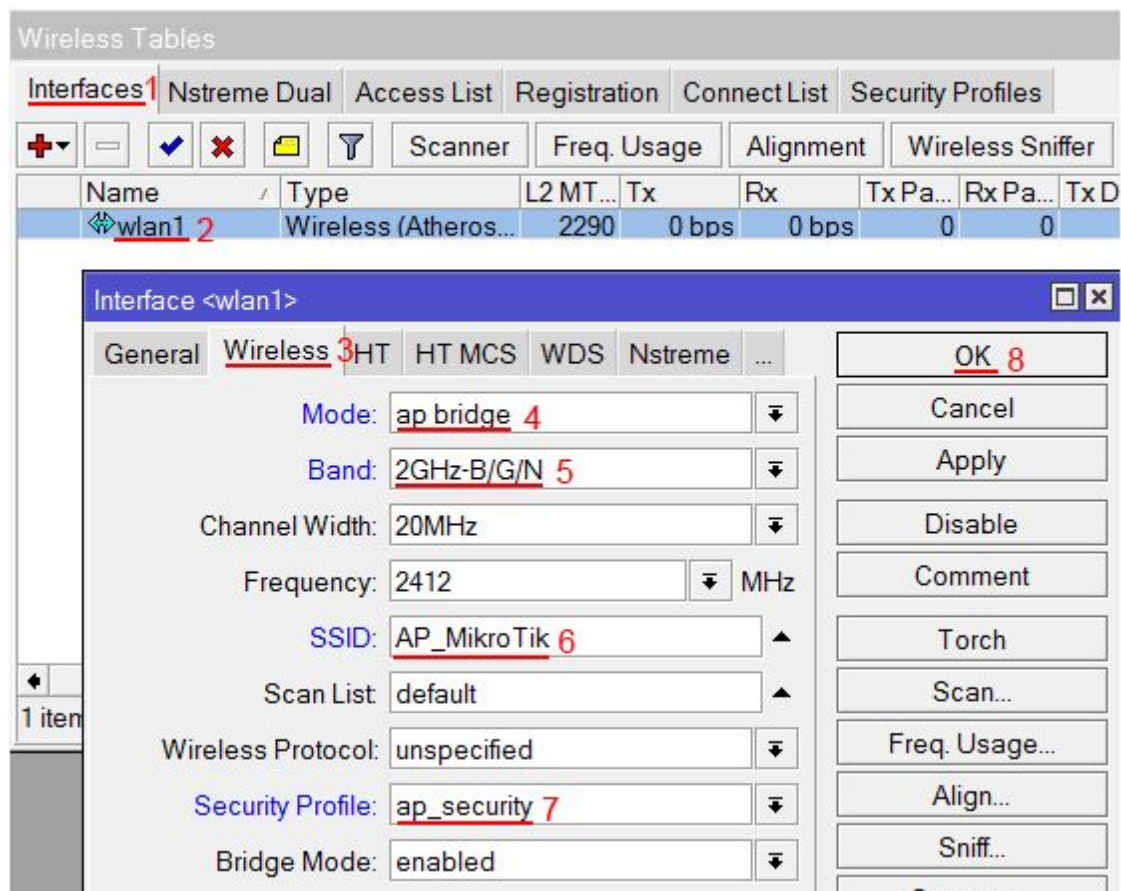 Wireless Tables
Interfaces 1 Nstreme Dual Access List Registration Connect List Security Profiles
Scanner Freq. Usage Alignment Wireless Sniffer
Name Type L2 MT... Tx Rx Tx Pa... Rx Pa... Tx D
wlan1 2 Wireless (Atheros... 2290 0 bps 0 bps 0 0
Interface <wlan1>
General Wireless 3 HT HT MCS WDS Nstreme ...
OK 8
Mode: ap bridge 4
Cancel
Band: 2GHz-B/G/N 5
Apply
Channel Width: 20MHz
Disable
Frequency: 2412 MHz
Comment
SSID: AP_MikroTik 6
Torch
Scan List: default
Scan...
1 item
Wireless Protocol: unspecified
Freq. Usage...
Security Profile: ap_security 7
Align...
Bridge Mode: enabled
Sniff...